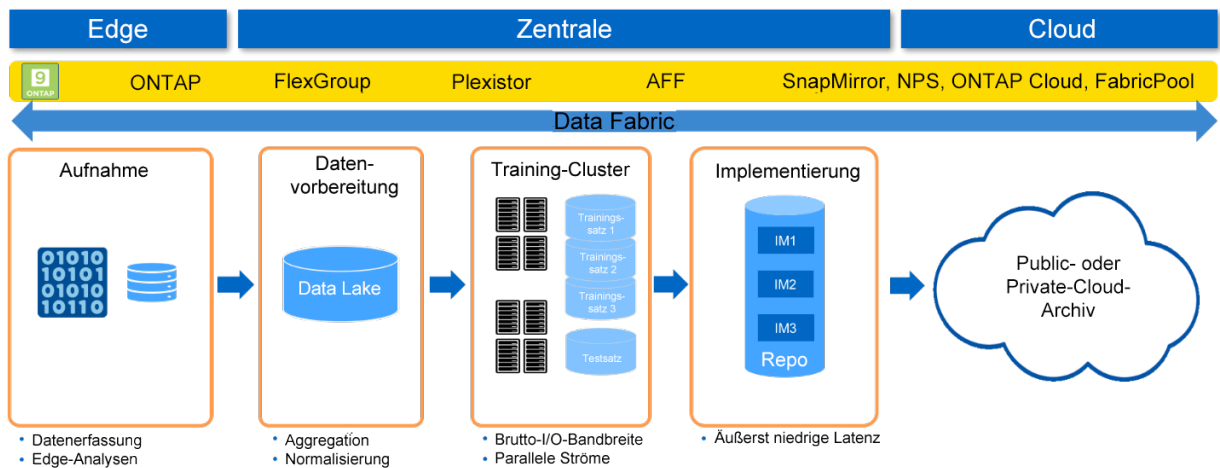 Edge
Zentrale
Cloud
9
ONTAP
ONTAP
FlexGroup
Plexistor
AFF
SnapMirror, NPS, ONTAP Cloud, FabricPool
Data Fabric
Aufnahme
01010
10101
01010
10110
Daten-
vorbereitung
Data Lake
Training-Cluster
Trainings-
satz 1
Trainings-
satz 2
Trainings-
satz 3
Testsatz
Implementierung
IM1
IM2
IM3
Repo
Public- oder
Private-Cloud-
Archiv
• Datenerfassung
• Edge-Analysen
• Aggregation
• Normalisierung
• Brutto-I/O-Bandbreite
• Parallele Ströme
• Äußerst niedrige Latenz